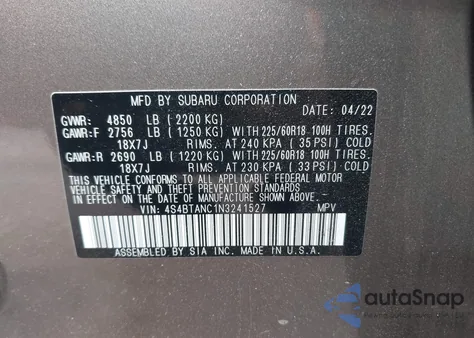 MFD BY SUBARU CORPORATION
DATE: 04/22
GVWR: 4850 LB (2200 KG)
GAWR:F 2756 LB (1250 KG) WITH 225/60R18 100H TIRES.
18X7J RIMS. AT 240 KPA (35 PSI) COLD
GAWR:R 2690 LB (1220 KG) WITH 225/60R18 100H TIRES.
18X7J RIMS. AT 230 KPA (33 PSI) COLD
THIS VEHICLE CONFORMS TO ALL APPLICABLE FEDERAL MOTOR
VEHICLE SAFETY AND THEFT PREVENTION STANDARDS IN
EFFECT ON THE DATE OF MANUFACTURE SHOWN ABOVE.
VIN: 4S4BTANC1N3241527 MPV
ASSEMBLED BY SIA INC. MADE IN U.S.A.
autoSnap